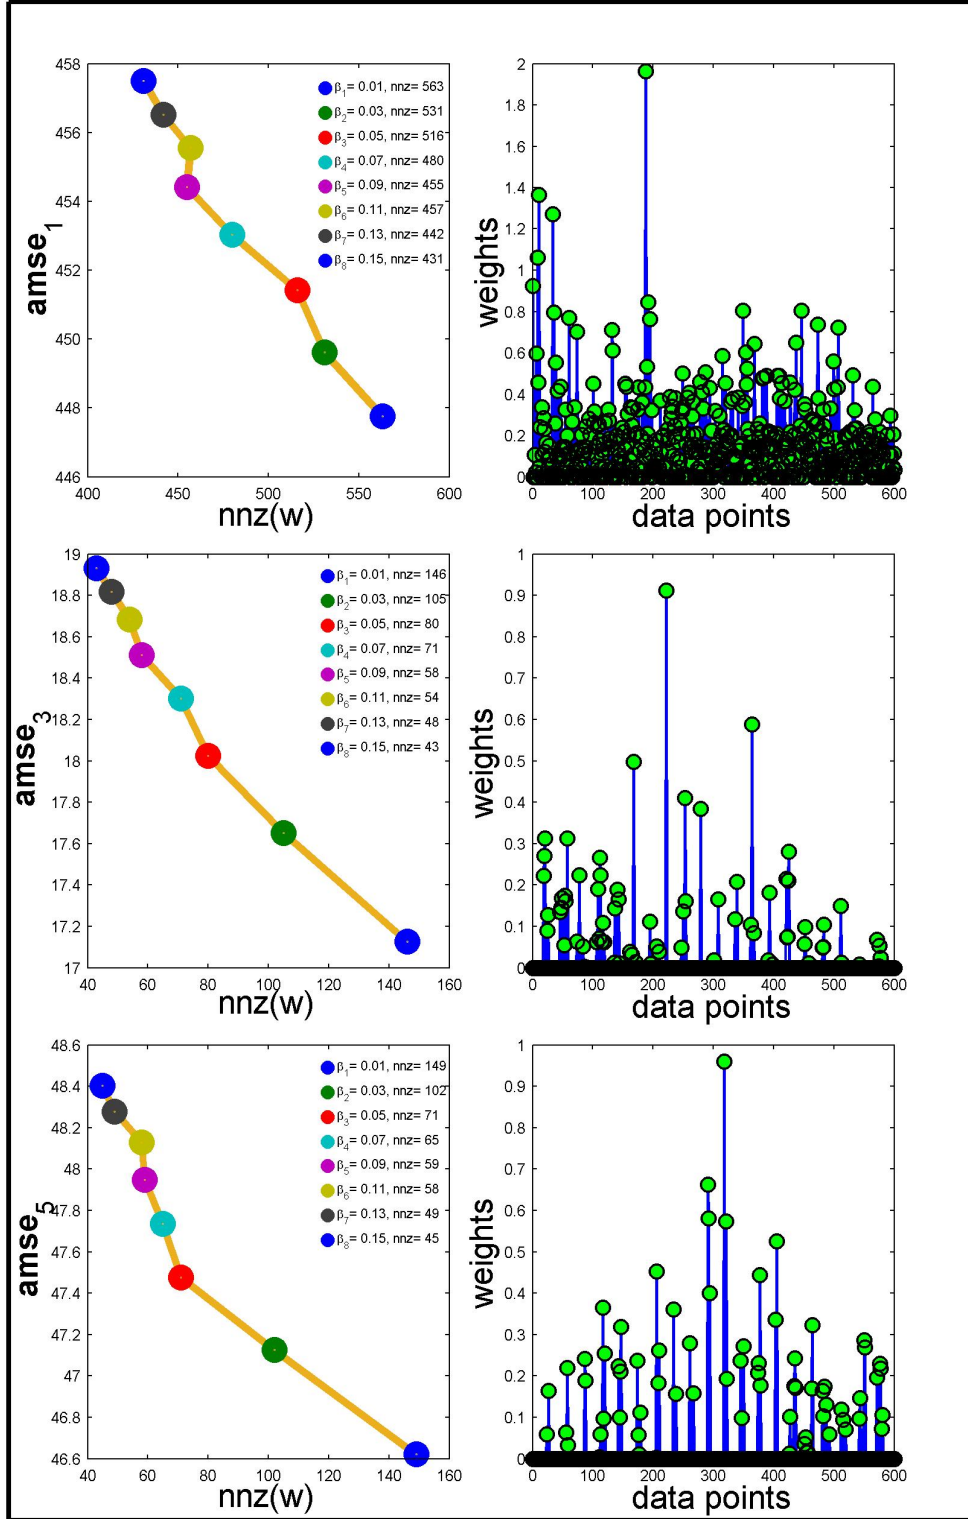 458
456
454
452
450
448
446
amse1
400
450
500
550
600
nnz(w)
β1= 0.01, nnz= 563
β2= 0.03, nnz= 531
β3= 0.05, nnz= 516
β4= 0.07, nnz= 480
β5= 0.09, nnz= 455
β6= 0.11, nnz= 457
β7= 0.13, nnz= 442
β8= 0.15, nnz= 431
2
1.8
1.6
1.4
1.2
1
0.8
0.6
0.4
0.2
0
weights
0
100
200
300
400
500
600
data points
19
18.8
18.6
18.4
18.2
18
17.8
17.6
17.4
17.2
17
amse3
40
60
80
100
120
140
160
nnz(w)
β1= 0.01, nnz= 146
β2= 0.03, nnz= 105
β3= 0.05, nnz= 80
β4= 0.07, nnz= 71
β5= 0.09, nnz= 58
β6= 0.11, nnz= 54
β7= 0.13, nnz= 48
β8= 0.15, nnz= 43
1
0.9
0.8
0.7
0.6
0.5
0.4
0.3
0.2
0.1
0
weights
0
100
200
300
400
500
600
data points
48.6
48.4
48.2
48
47.8
47.6
47.4
47.2
47
46.8
46.6
amse5
40
60
80
100
120
140
160
nnz(w)
β1= 0.01, nnz= 149
β2= 0.03, nnz= 102
β3= 0.05, nnz= 71
β4= 0.07, nnz= 65
β5= 0.09, nnz= 59
β6= 0.11, nnz= 58
β7= 0.13, nnz= 49
β8= 0.15, nnz= 45
1
0.9
0.8
0.7
0.6
0.5
0.4
0.3
0.2
0.1
0
weights
0
100
200
300
400
500
600
data points